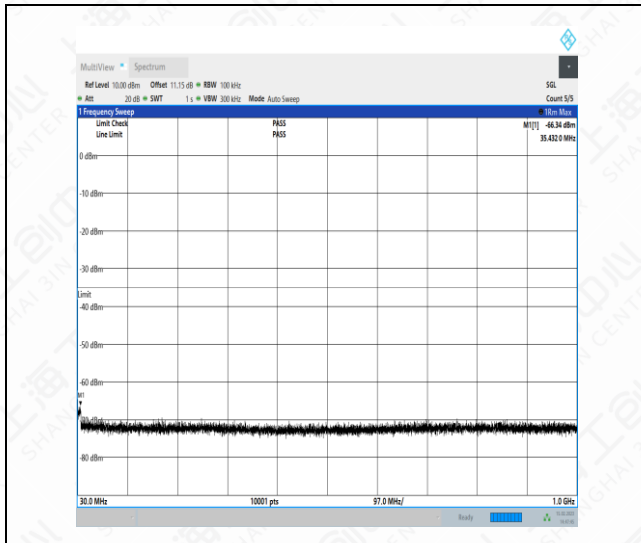 MultiView Spectrum
Ref Level 10.00 dBm Offset 11.15 dB RBW 100 kHz SGL
Att 20 dB SWT 1 s VBW 300 kHz Mode Auto Sweep Count 5/5
1 Frequency Sweep 1Rm Max
Limit Check PASS M1[1] -66.34 dBm
Line Limit PASS 35.432 0 MHz
0 dBm
-10 dBm
-20 dBm
-30 dBm
Limit
-40 dBm
-50 dBm
-60 dBm
M1
-80 dBm
30.0 MHz 10001 pts 97.0 MHz/ 1.0 GHz
Ready